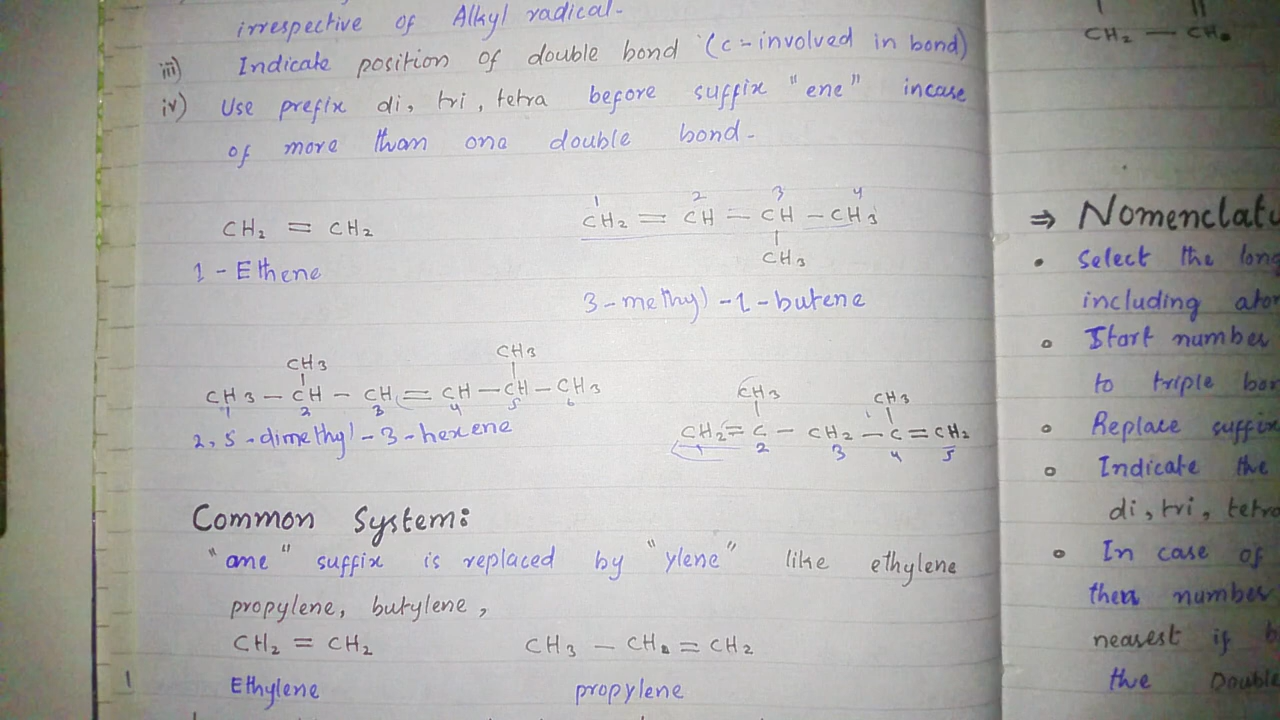 irrespective of Alkyl radical-
iii) Indicate position of double bond (c-involved in bond)
iv) Use prefix di, tri, tetra before suffix "ene" incase
of more than one double bond-
CH2 = CH2
1 - Ethene
1 2 3 4
CH2 = CH - CH - CH3
CH3
3-methyl-1-butene
CH3 CH3
CH3 - CH - CH = CH - CH - CH3
1 2 3 4 5 6
2,5-dimethyl-3-hexene
CH3 CH3
CH2 = C - CH2 - C = CH2
1 2 3 4 5
Common System:
"ane" suffix is replaced by "ylene" like ethylene
propylene, butylene,
CH2 = CH2 CH3 - CH = CH2
Ethylene propylene
1
CH2 - CH
⇒ Nomenclatu
• Select the long
including ator
Start number
to triple bon
Replace suffix
Indicate the
di, tri, tetra
In case of
then number
nearest if b
the Double